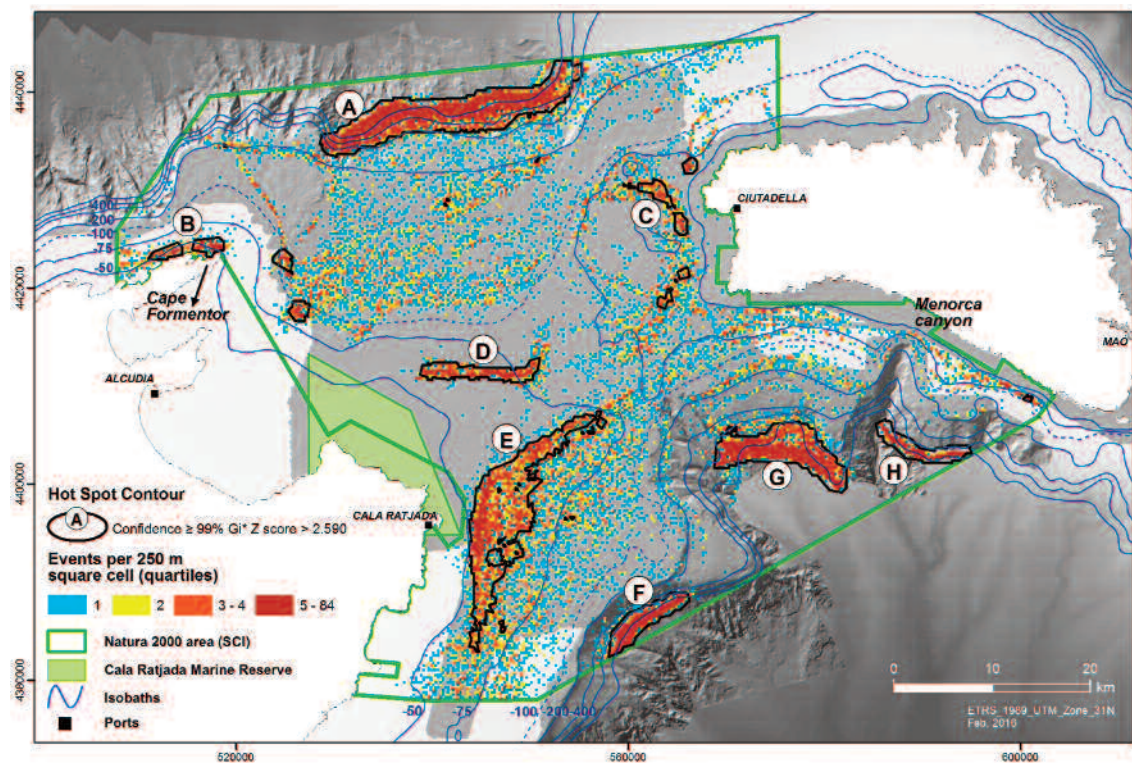 4440000
4420000
4400000
4380000
A
B
C
D
E
F
G
H
-400
-200
-100
-75
-50
Cape
Formentor
CIUTADELLA
Menorca
canyon
MAO
ALCUDIA
CALA RATJADA
Hot Spot Contour
A
Confidence ≥ 99% Gi* Z score > 2.590
Events per 250 m
square cell (quartiles)
1 2 3 - 4 5 - 84
Natura 2000 area (SCI)
Cala Ratjada Marine Reserve
Isobaths
Ports
-50 -75 -100 -200 -400
0 10 20
km
ETRS_1989_UTM_Zone_31N
Feb. 2016
520000 560000 600000